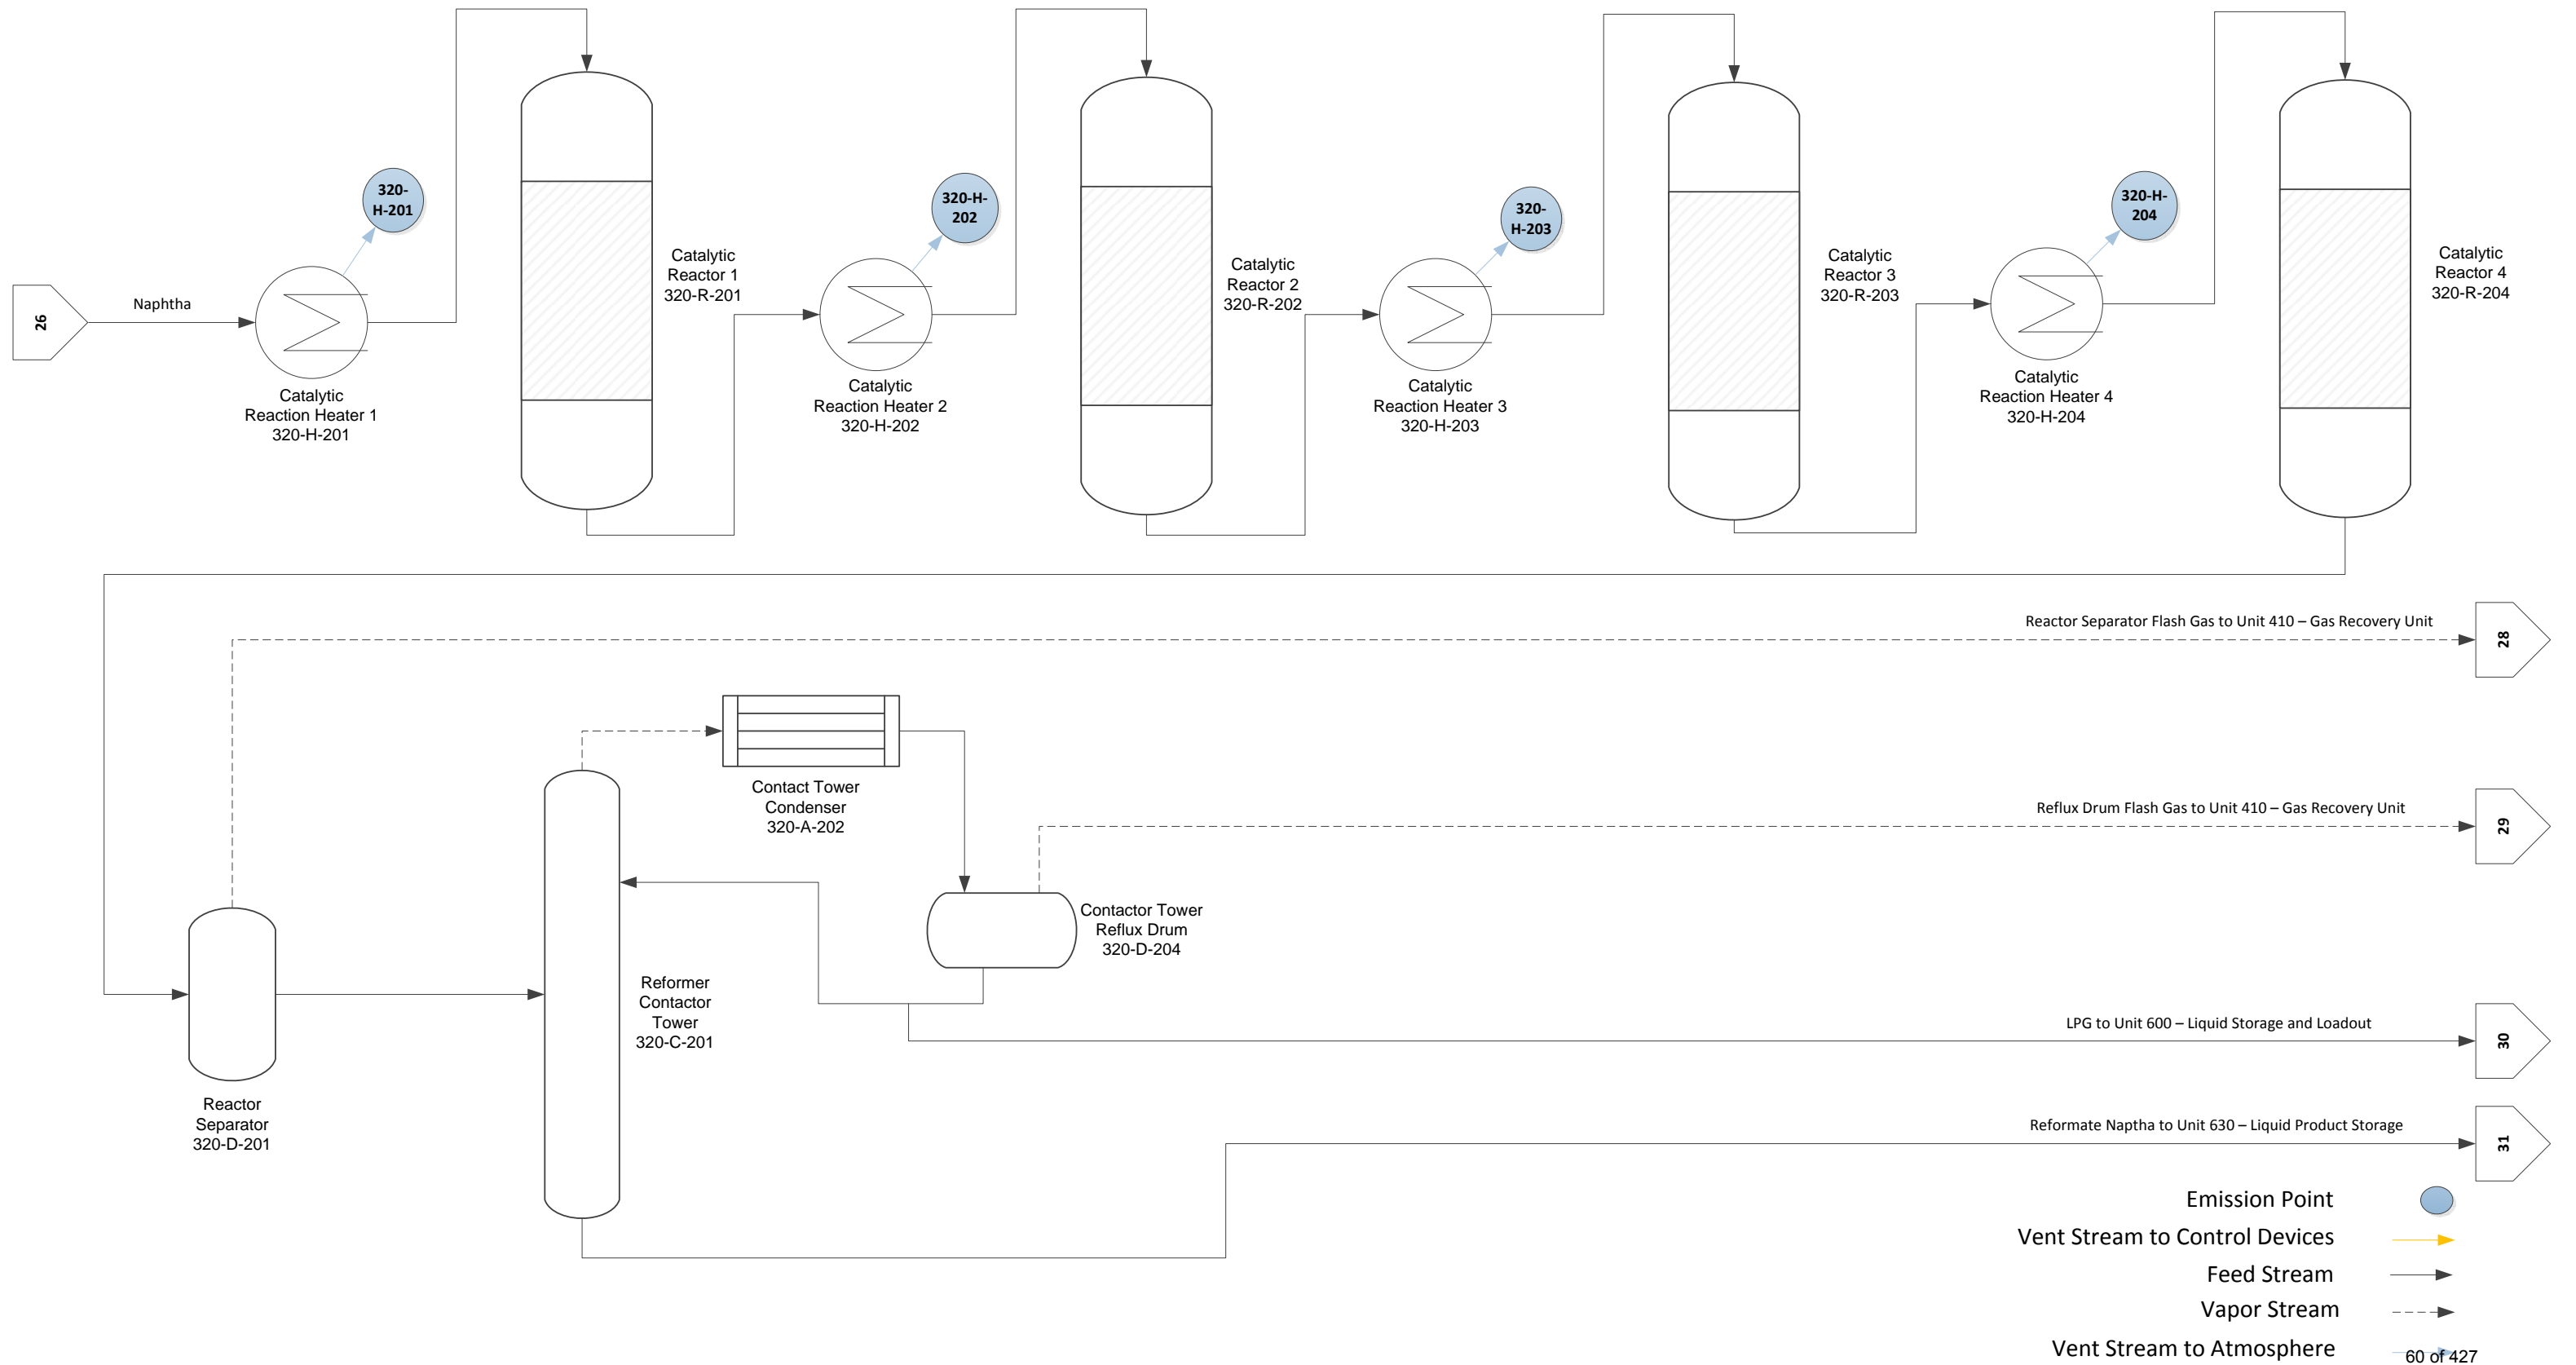 26
Naphtha
320-
H-201
Catalytic
Reaction Heater 1
320-H-201
Catalytic
Reactor 1
320-R-201
320-H-
202
Catalytic
Reaction Heater 2
320-H-202
Catalytic
Reactor 2
320-R-202
320-
H-203
Catalytic
Reaction Heater 3
320-H-203
Catalytic
Reactor 3
320-R-203
320-H-
204
Catalytic
Reaction Heater 4
320-H-204
Catalytic
Reactor 4
320-R-204
Reactor Separator Flash Gas to Unit 410 – Gas Recovery Unit
28
Contact Tower
Condenser
320-A-202
Reflux Drum Flash Gas to Unit 410 – Gas Recovery Unit
29
Contactor Tower
Reflux Drum
320-D-204
Reformer
Contactor
Tower
320-C-201
LPG to Unit 600 – Liquid Storage and Loadout
30
Reactor
Separator
320-D-201
Reformate Naptha to Unit 630 – Liquid Product Storage
31
Emission Point
Vent Stream to Control Devices
Feed Stream
Vapor Stream
Vent Stream to Atmosphere
60 of 427